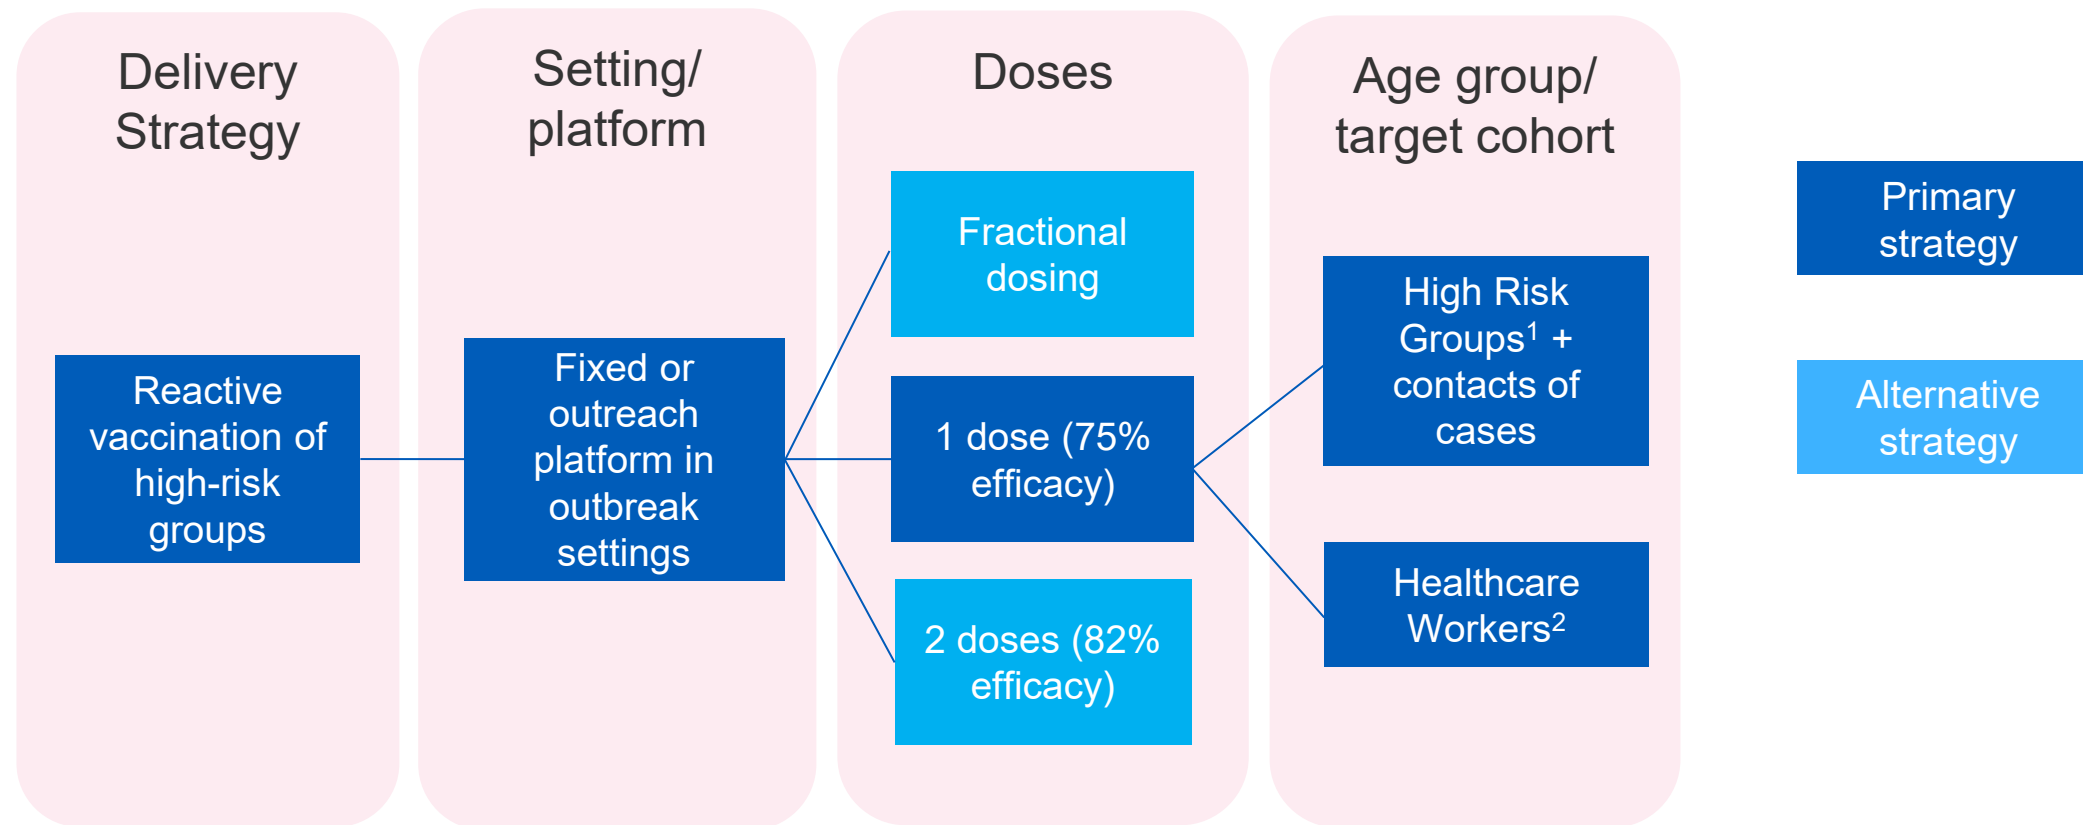 Delivery
Strategy
Reactive
vaccination of
high-risk
groups
Setting/
platform
Fixed or
outreach
platform in
outbreak
settings
Doses
Fractional
dosing
1 dose (75%
efficacy)
2 doses (82%
efficacy)
Age group/
target cohort
High Risk
Groups¹ +
contacts of
cases
Healthcare
Workers²
Primary
strategy
Alternative
strategy